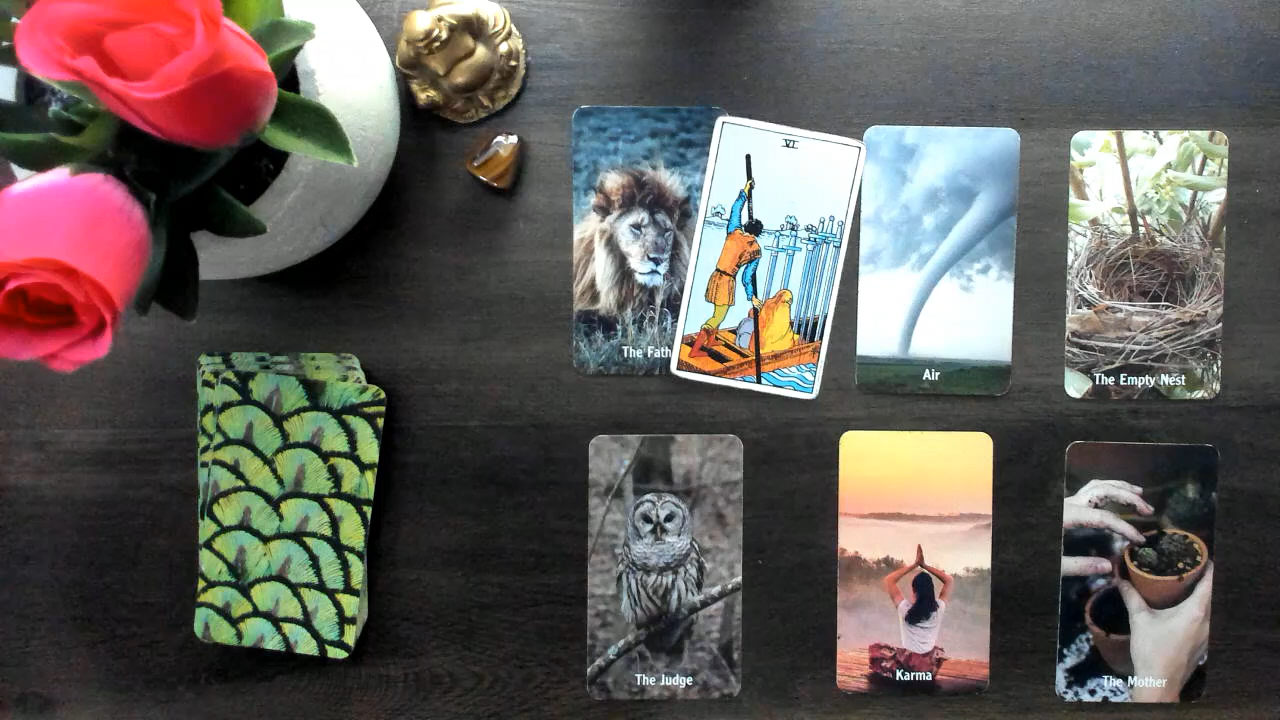 The Fath
VI
Air
The Empty Nest
The Judge
Karma
The Mother